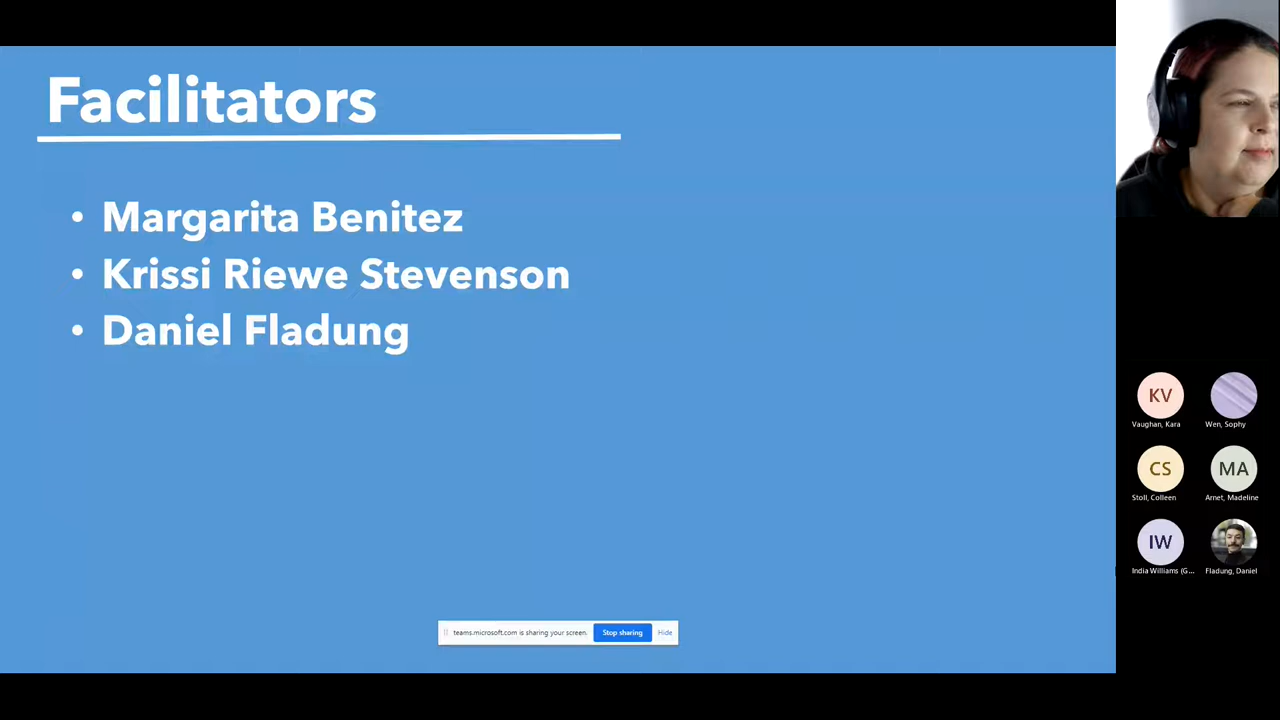 Facilitators
• Margarita Benitez
• Krissi Riewe Stevenson
• Daniel Fladung
teams.microsoft.com is sharing your screen. Stop sharing Hide
KV
Vaughan, Kara
Wen, Sophy
CS MA
Stoll, Colleen Arnet, Madeline
IW
India Williams (G... Fladung, Daniel